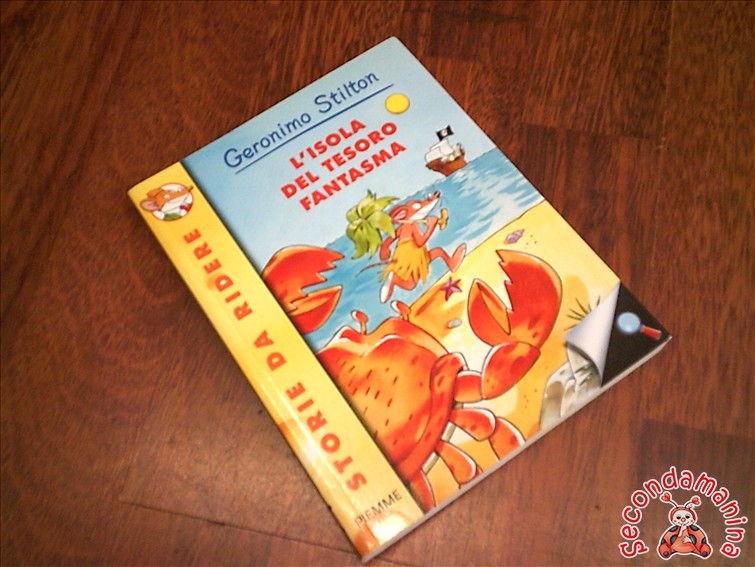 Geronimo Stilton
L'ISOLA
DEL TESORO
FANTASMA
STORIE DA RIDERE
PIEMME
Secondamanina